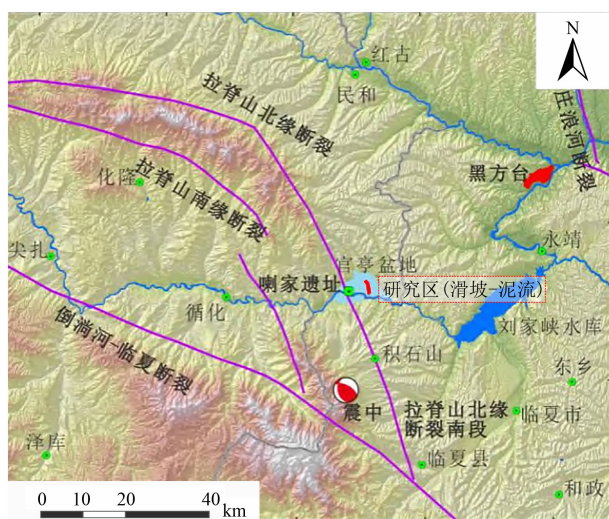 N
红古
民和
庄浪河断裂
拉脊山北缘断裂
黑方台
拉脊山南缘断裂
化隆
永靖
尖扎
官亭盆地
喇家遗址
研究区(滑坡-泥流)
循化
刘家峡水库
倒淌河-临夏断裂
积石山
东乡
震中
拉脊山北缘
断裂南段
临夏市
泽库
临夏县
和政
0 10 20 40 km